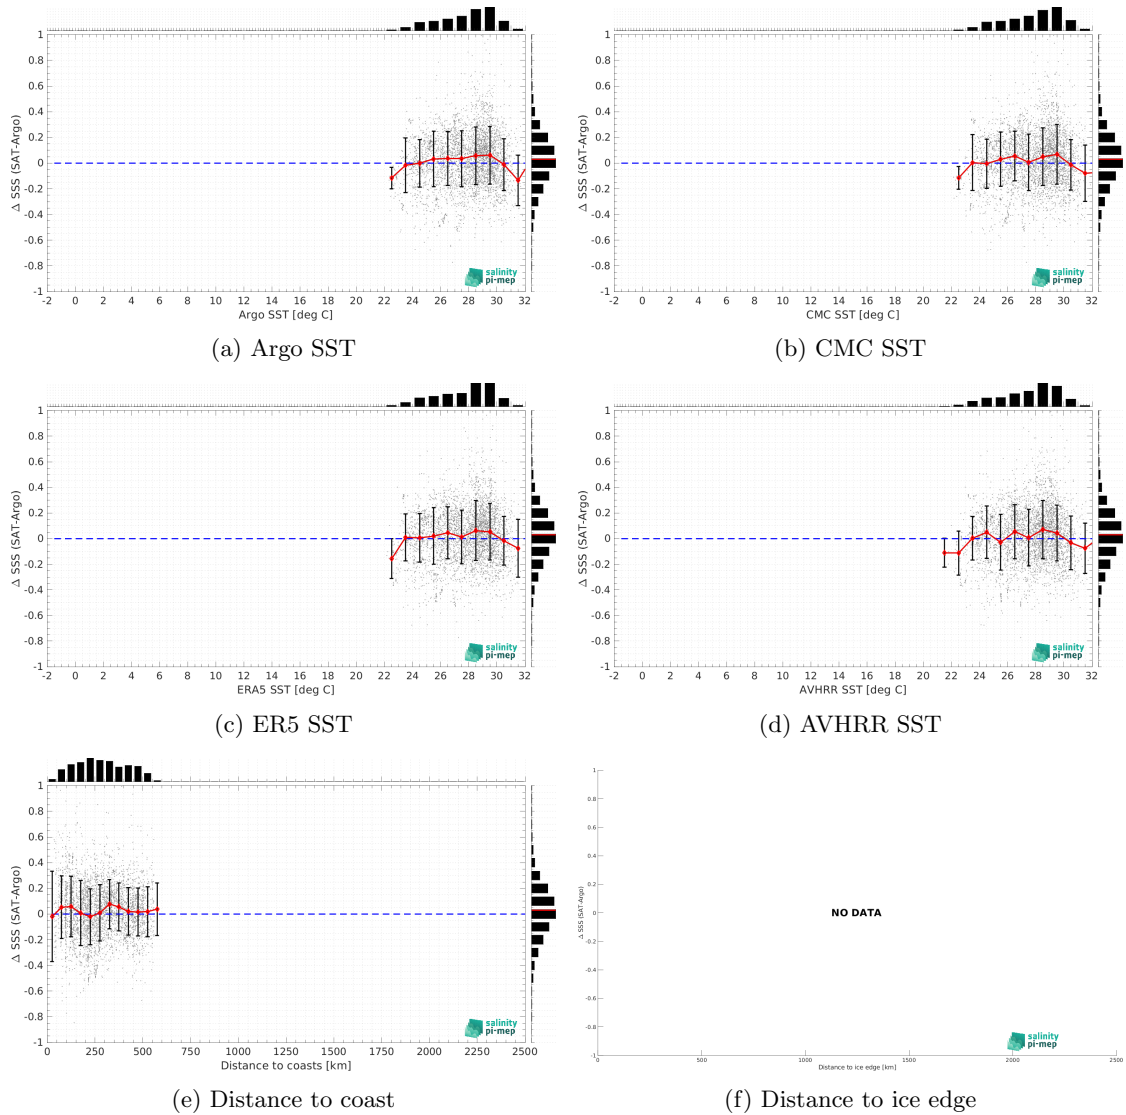 1
0.8
0.6
0.4
0.2
0
-0.2
-0.4
-0.6
-0.8
-1
Δ SSS (SAT-Argo)
-2 0 2 4 6 8 10 12 14 16 18 20 22 24 26 28 30 32
Argo SST [deg C]
salinity
pi-mep
(a) Argo SST
1
0.8
0.6
0.4
0.2
0
-0.2
-0.4
-0.6
-0.8
-1
Δ SSS (SAT-Argo)
-2 0 2 4 6 8 10 12 14 16 18 20 22 24 26 28 30 32
CMC SST [deg C]
salinity
pi-mep
(b) CMC SST
1
0.8
0.6
0.4
0.2
0
-0.2
-0.4
-0.6
-0.8
-1
Δ SSS (SAT-Argo)
-2 0 2 4 6 8 10 12 14 16 18 20 22 24 26 28 30 32
ERA5 SST [deg C]
salinity
pi-mep
(c) ER5 SST
1
0.8
0.6
0.4
0.2
0
-0.2
-0.4
-0.6
-0.8
-1
Δ SSS (SAT-Argo)
-2 0 2 4 6 8 10 12 14 16 18 20 22 24 26 28 30 32
AVHRR SST [deg C]
salinity
pi-mep
(d) AVHRR SST
1
0.8
0.6
0.4
0.2
0
-0.2
-0.4
-0.6
-0.8
-1
Δ SSS (SAT-Argo)
0 250 500 750 1000 1250 1500 1750 2000 2250 2500
Distance to coasts [km]
salinity
pi-mep
(e) Distance to coast
1
0.8
0.6
0.4
0.2
0
-0.2
-0.4
-0.6
-0.8
-1
Δ SSS (SAT-Argo)
NO DATA
0 500 1000 1500 2000 2500
Distance to ice edge [km]
salinity
pi-mep
(f) Distance to ice edge